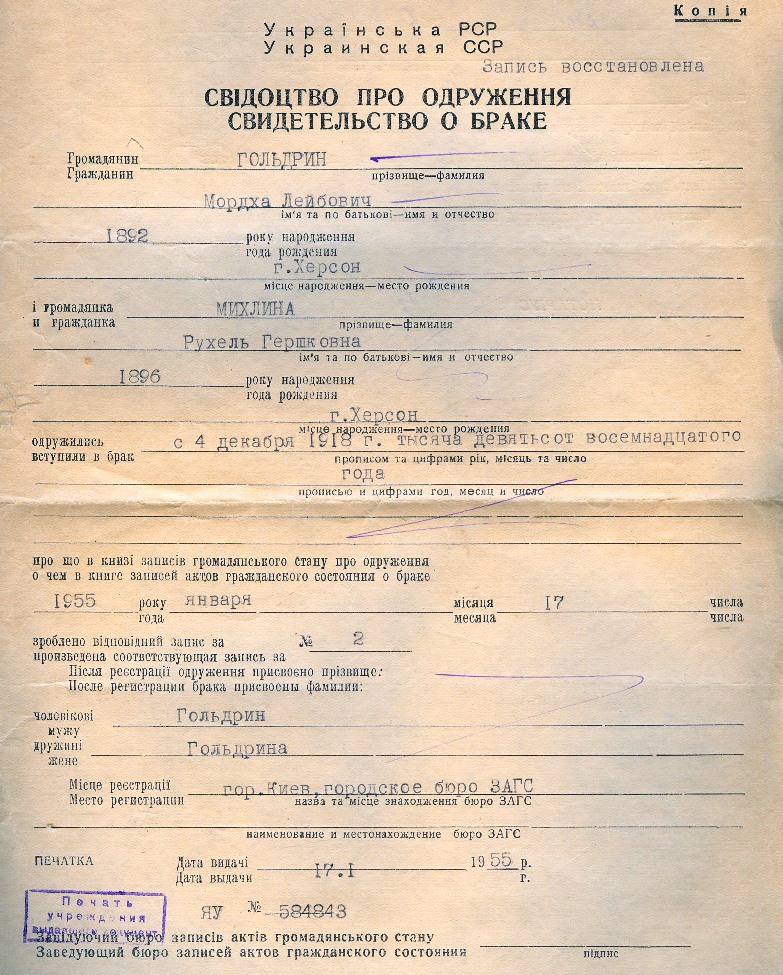 Копія
Українська РСР
Украинская ССР
Запись восстановлена
СВІДОЦТВО ПРО ОДРУЖЕННЯ
СВИДЕТЕЛЬСТВО О БРАКЕ
Громадянин ГОЛЬДРИН
Гражданин прізвище—фамилия
Мордха Лейбович
ім'я та по батькові—имя и отчество
1892 року народження
года рождения
г.Херсон
місце народження—место рождения
і громадянка МИХЛИНА
и гражданка прізвище—фамилия
Рухель Гершковна
ім'я та по батькові—имя и отчество
1896 року народження
года рождения
г.Херсон
місце народження—место рождения
одружились с 4 декабря 1918 г. тысяча девятьсот восемнадцатого
вступили в брак прописом та цифрами рік, місяць та число
года
прописью и цифрами год, месяц и число
про що в книзі записів громадянського стану про одруження
о чем в книге записей актов гражданского состояния о браке
1955 року января місяця 17 числа
года месяца числа
зроблено відповідний запис за № 2
произведена соответствующая запись за
Після реєстрації одруження присвоєно прізвище:
После регистрации брака присвоены фамилии:
чоловікові Гольдрин
мужу
дружині Гольдрина
жене
Місце реєстрації гор.Киев,городское бюро ЗАГС
Место регистрации назва та місце знаходження бюро ЗАГС
наименование и местонахождение бюро ЗАГС
ПЕЧАТКА Дата видачі 17.I 1955 р.
Дата выдачи г.
Печать
учреждения
ЯУ № 584843
Завідуючий бюро записів актів громадянського стану
Заведующий бюро записей актов гражданского состояния
підпис